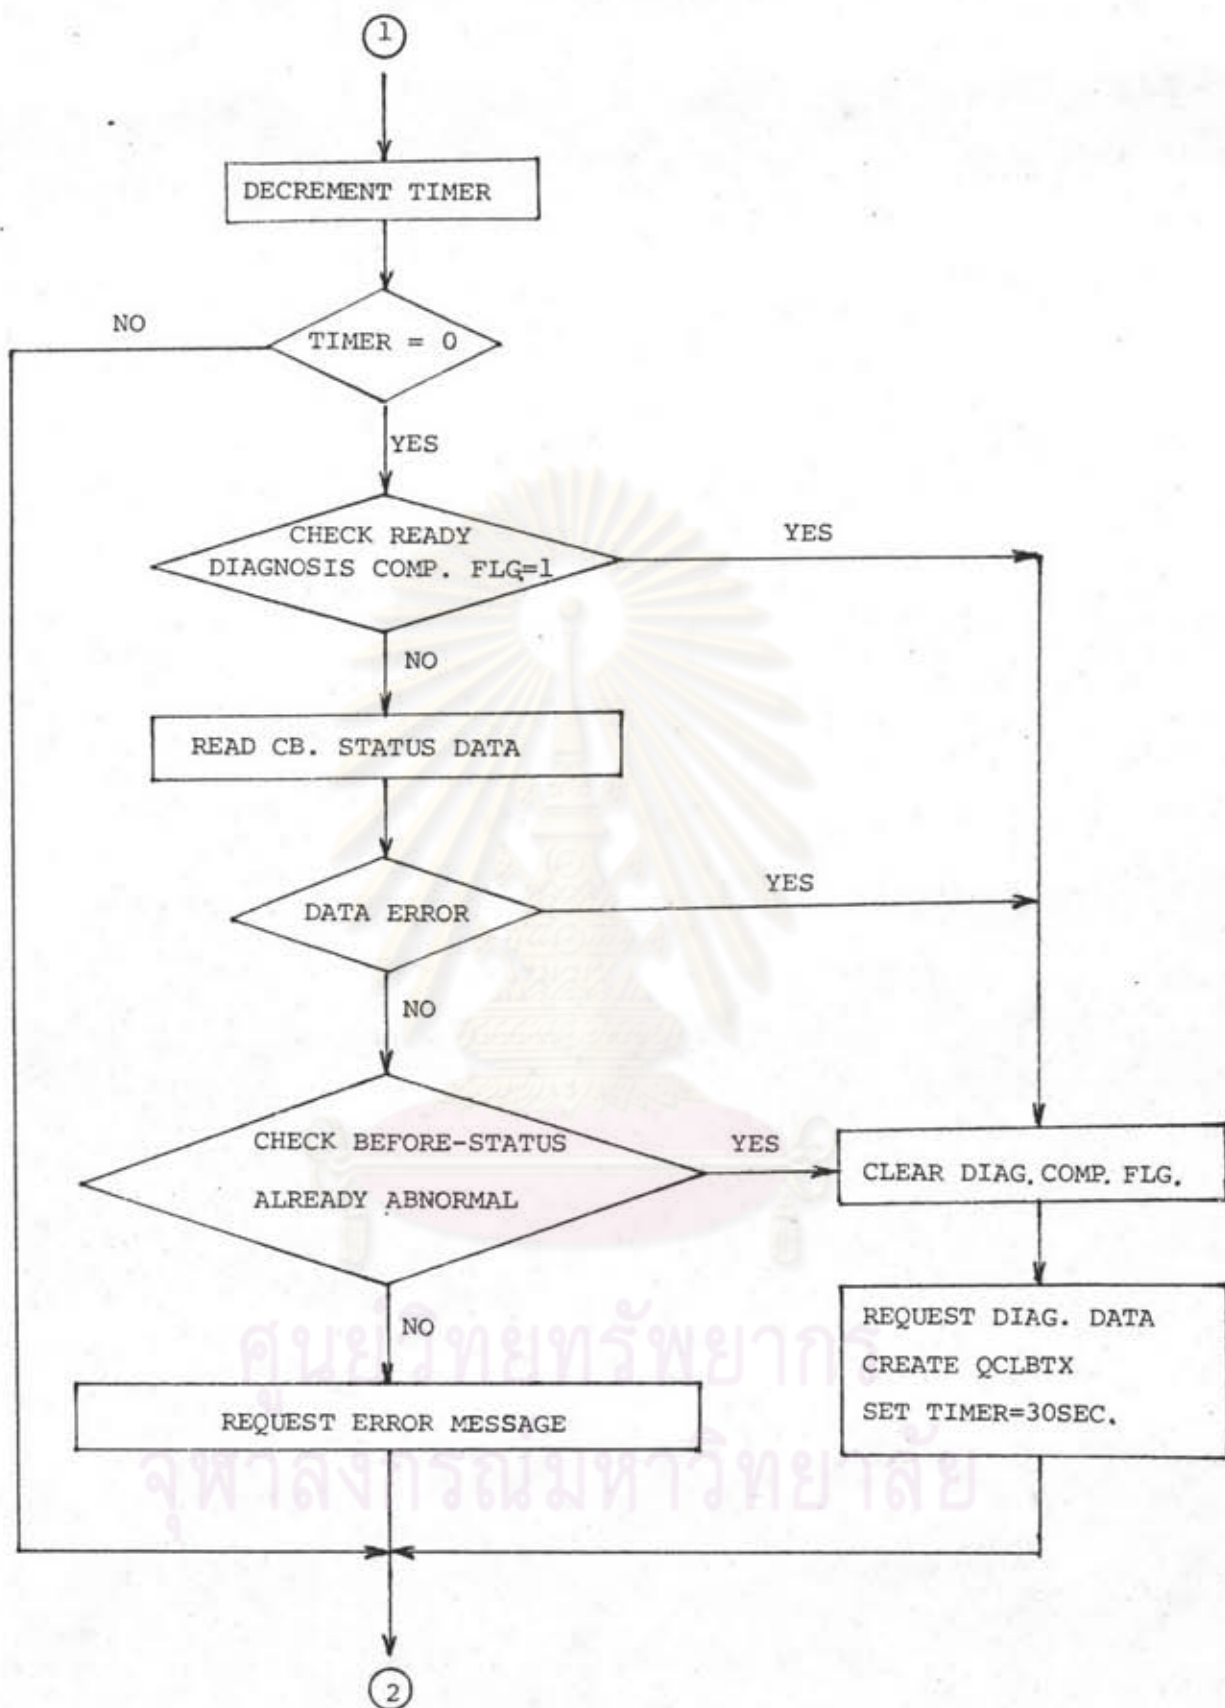 1
DECREMENT TIMER
NO
TIMER = 0
YES
CHECK READY
DIAGNOSIS COMP. FLG=1
YES
NO
READ CB. STATUS DATA
DATA ERROR
YES
NO
CHECK BEFORE-STATUS
ALREADY ABNORMAL
YES
CLEAR DIAG. COMP. FLG.
NO
REQUEST DIAG. DATA
CREATE QCLBTX
SET TIMER=30SEC.
REQUEST ERROR MESSAGE
ศูนย์วิทยทรัพยากร
จุฬาลงกรณ์มหาวิทยาลัย
2